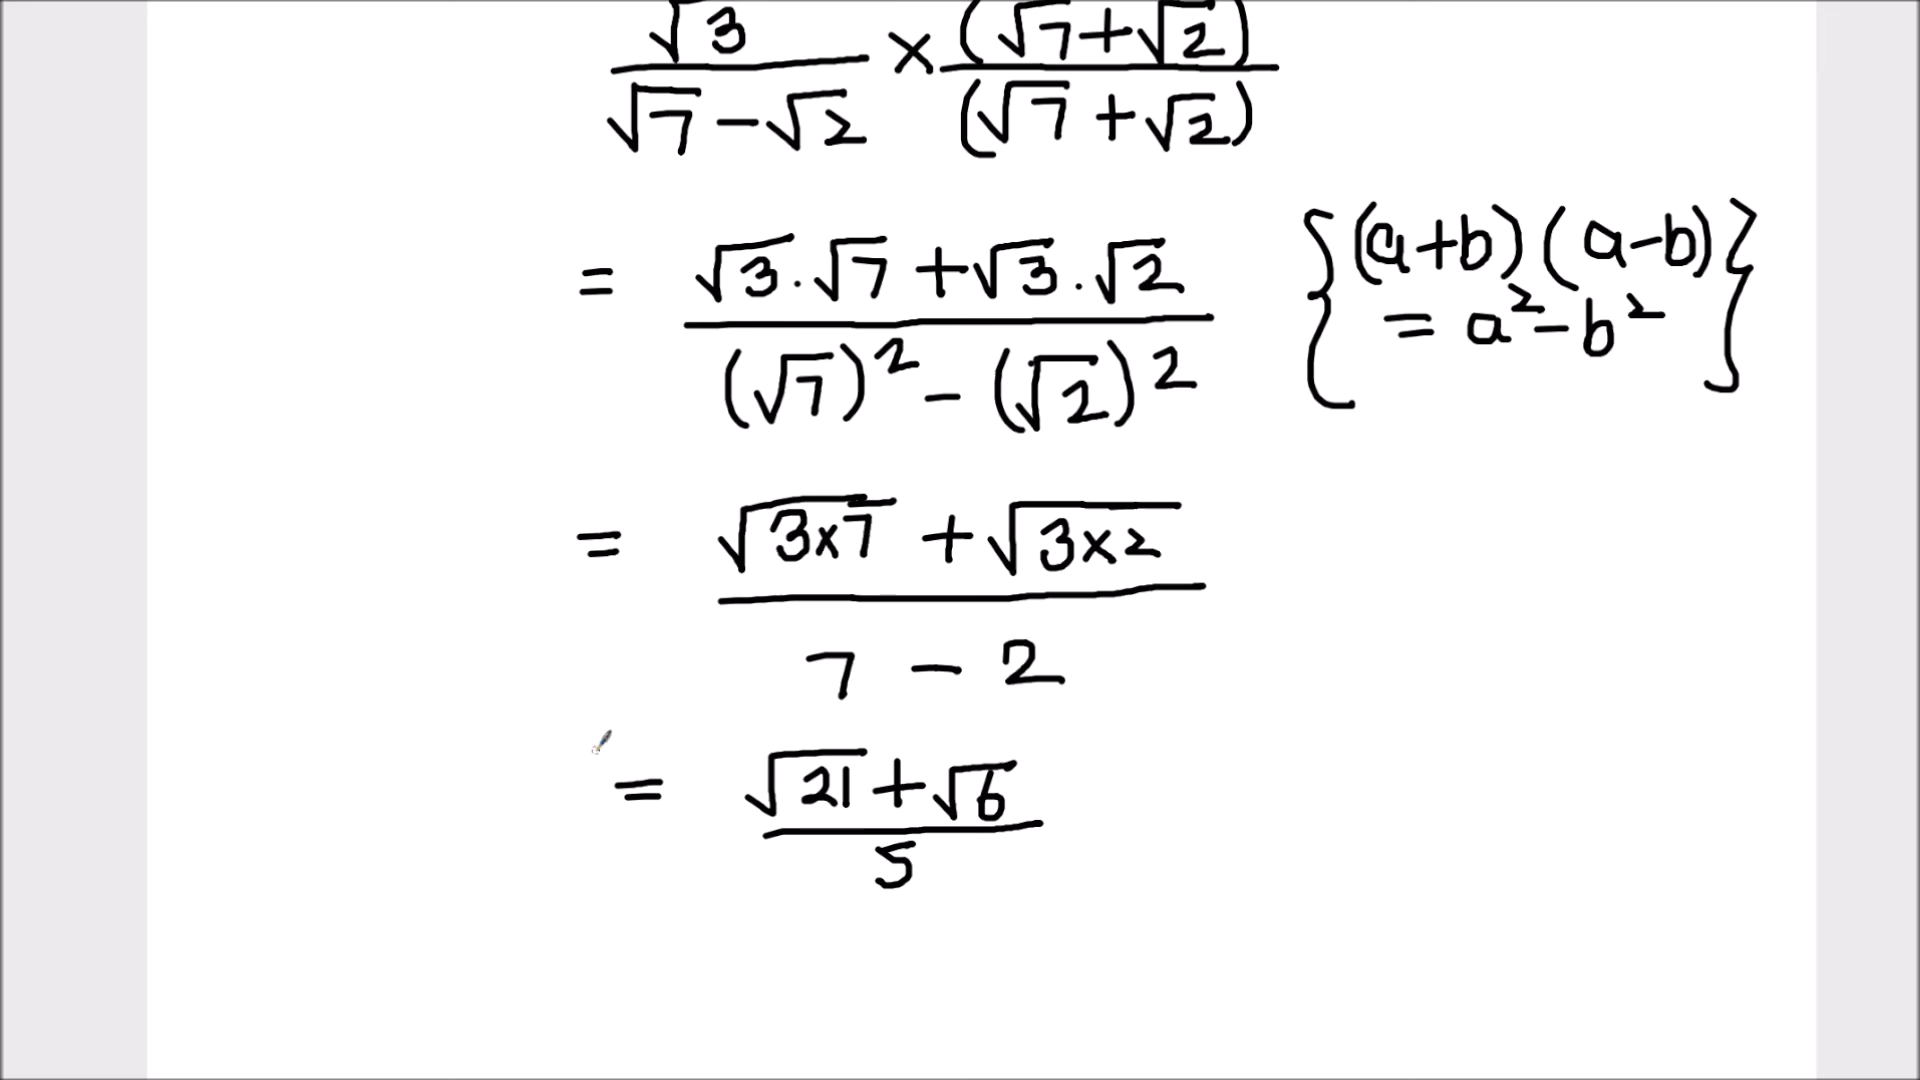 √3/(√7-√2) × (√7+√2)/(√7+√2)
= (√3.√7+√3.√2)/((√7)²-(√2)²) {(a+b)(a-b) = a²-b²}
= (√(3×7) + √(3×2))/(7-2)
= (√21+√6)/5